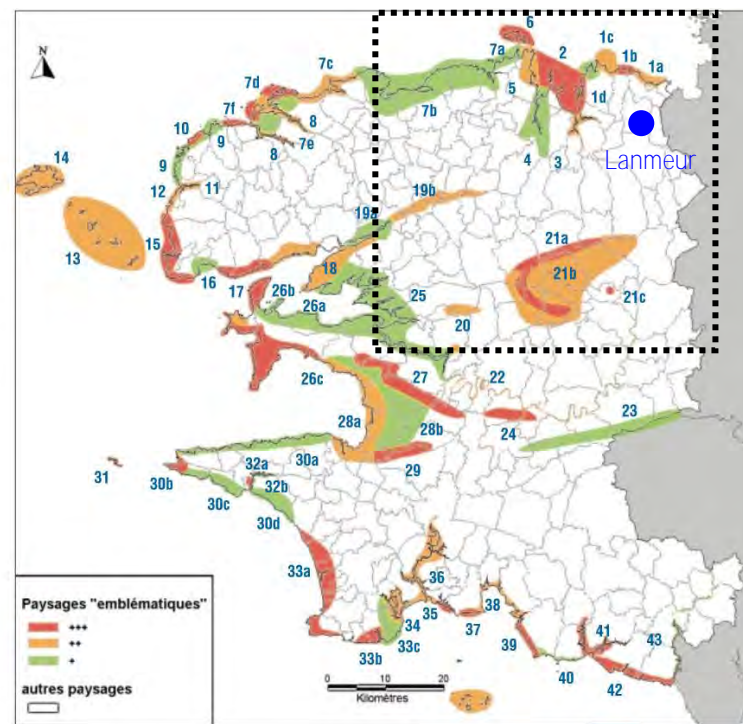 6
1c
7a
2
1b
1a
7c
7d
5
1d
7f
8
7b
10
9
7e
9
8
4
3
Lanmeur
14
11
12
19b
19a
13
15
21a
18
21b
16
26b
25
21c
17
26a
20
26c
27
22
28a
23
24
28b
30a
29
31
32a
30b
32b
30c
30d
33a
36
38
35
34
37
41
43
39
33c
33b
40
42
N
Paysages "emblématiques"
+++
++
+
autres paysages
10 0 10 20
Kilomètres